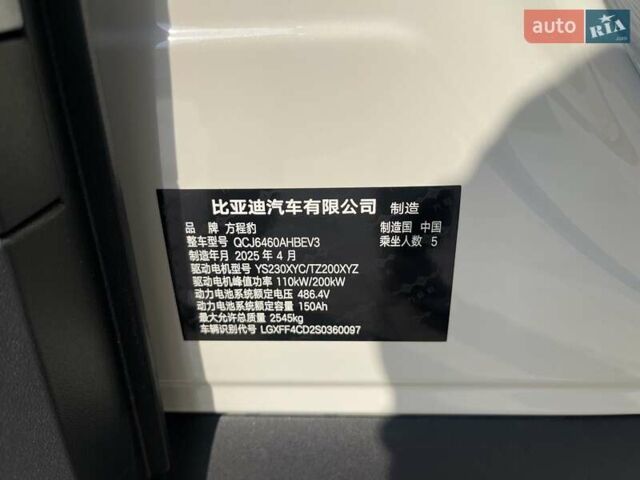 auto RIA.com
比亚迪汽车有限公司 制造
品 牌 方程豹 制造国 中国
整车型号 QCJ6460AHBEV3 乘坐人数 5
制造年月 2025 年 4 月
驱动电机型号 YS230XYC/TZ200XYZ
驱动电机峰值功率 110kW/200kW
动力电池系统额定电压 486.4V
动力电池系统额定容量 150Ah
最大允许总质量 2545kg
车辆识别代号 LGXFF4CD2S0360097